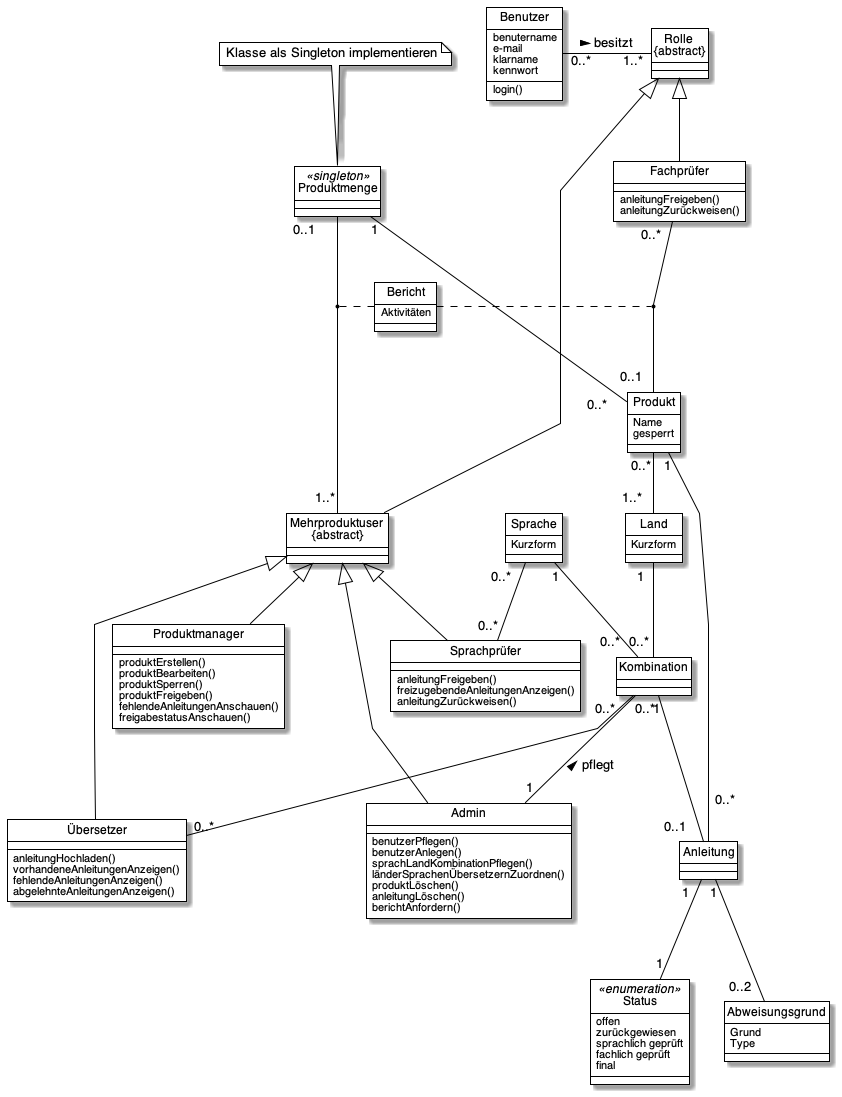 Benutzer
benutername
e-mail
klarname
kennwort
login()
besitzt
0..*
1..*
Rolle
{abstract}
Klasse als Singleton implementieren
«singleton»
Produktmenge
0..1
1
Fachprüfer
anleitungFreigeben()
anleitungZurückweisen()
0..*
Bericht
Aktivitäten
0..1
0..*
Produkt
Name
gesperrt
0..*
1
1..*
1..*
Mehrproduktuser
{abstract}
Sprache
Kurzform
Land
Kurzform
0..*
1
1
0..*
0..*
0..*
Produktmanager
produktErstellen()
produktBearbeiten()
produktSperren()
produktFreigeben()
fehlendeAnleitungenAnschauen()
freigabestatusAnschauen()
Sprachprüfer
anleitungFreigeben()
freizugebendeAnleitungenAnzeigen()
anleitungZurückweisen()
Kombination
0..*
0..*
1
pflegt
1
0..*
0..1
0..*
Übersetzer
anleitungHochladen()
vorhandeneAnleitungenAnzeigen()
fehlendeAnleitungenAnzeigen()
abgelehnteAnleitungenAnzeigen()
Admin
benutzerPflegen()
benutzerAnlegen()
sprachLandKombinationPflegen()
länderSprachenÜbersetzernZuordnen()
produktLöschen()
anleitungLöschen()
berichtAnfordern()
Anleitung
1
1
1
0..2
«enumeration»
Status
offen
zurückgewiesen
sprachlich geprüft
fachlich geprüft
final
Abweisungsgrund
Grund
Type